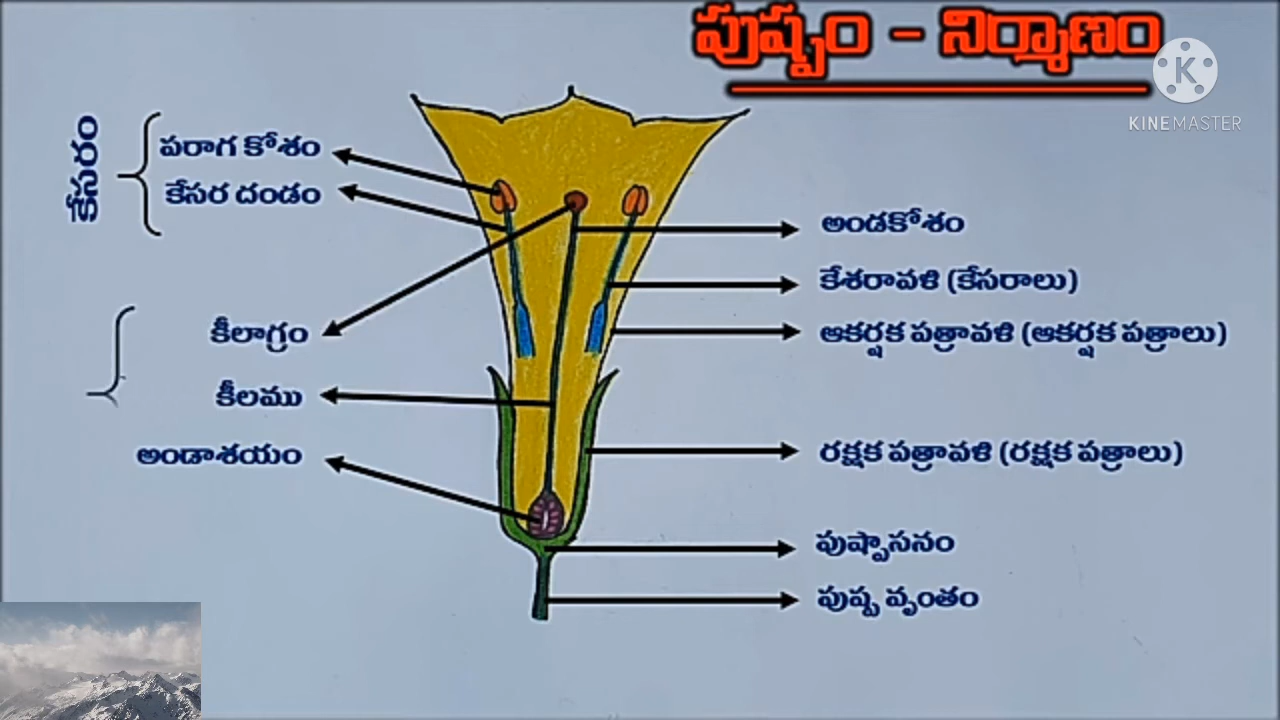 పుష్పం - నిర్మాణం
KINEMASTER
కేసరం
పరాగ కోశం
కేసర దండం
కీలాగ్రం
కీలము
అండాశయం
అండకోశం
కేశరావళి (కేసరాలు)
ఆకర్షక పత్రావళి (ఆకర్షక పత్రాలు)
రక్షక పత్రావళి (రక్షక పత్రాలు)
పుష్పాసనం
పుష్ప వృంతం